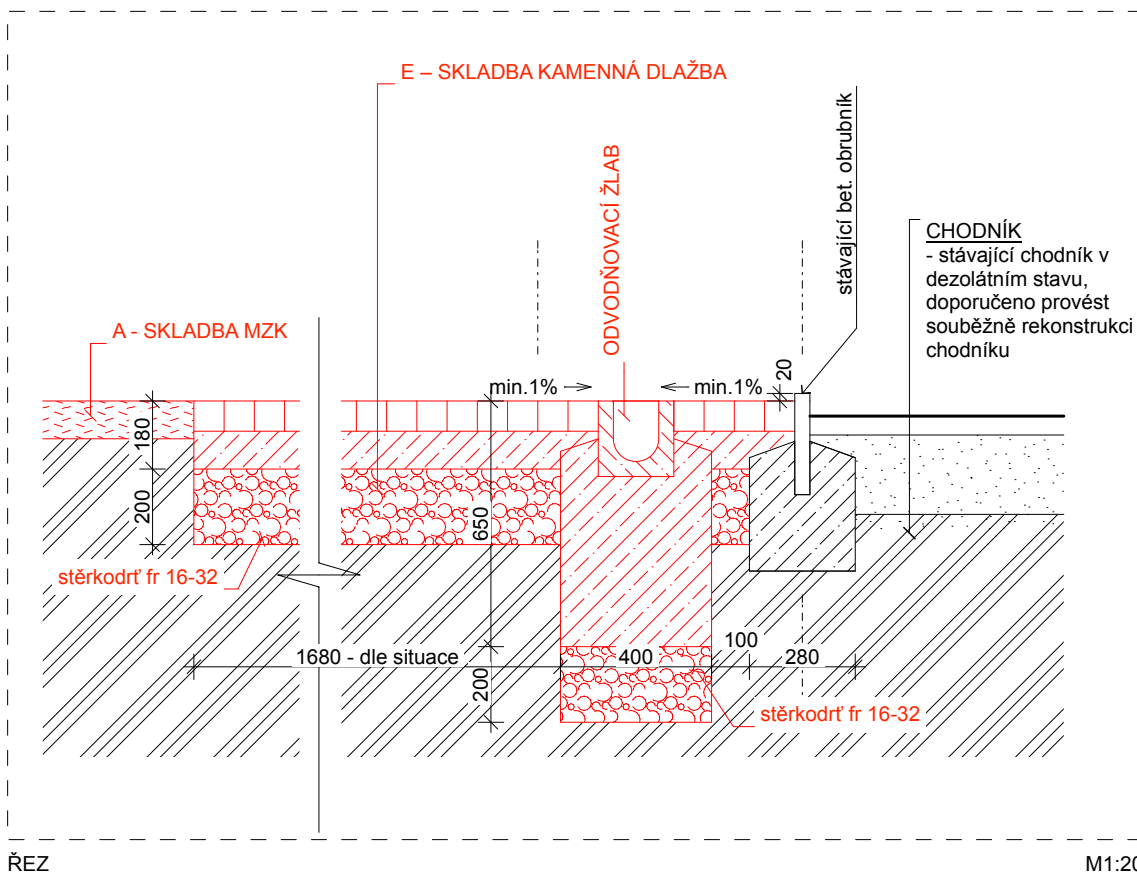 E – SKLADBA KAMENNÁ DLAŽBA
ODVODŇOVACÍ ŽLAB
stávající bet. obrubník
CHODNÍK
- stávající chodník v
dezolátním stavu,
doporučeno provést
souběžně rekonstrukci
chodníku
A - SKLADBA MZK
min.1%
min.1%
20
180
200
650
stěrkodrť fr 16-32
1680 - dle situace
400
100
280
200
stěrkodrť fr 16-32
ŘEZ
M1:20